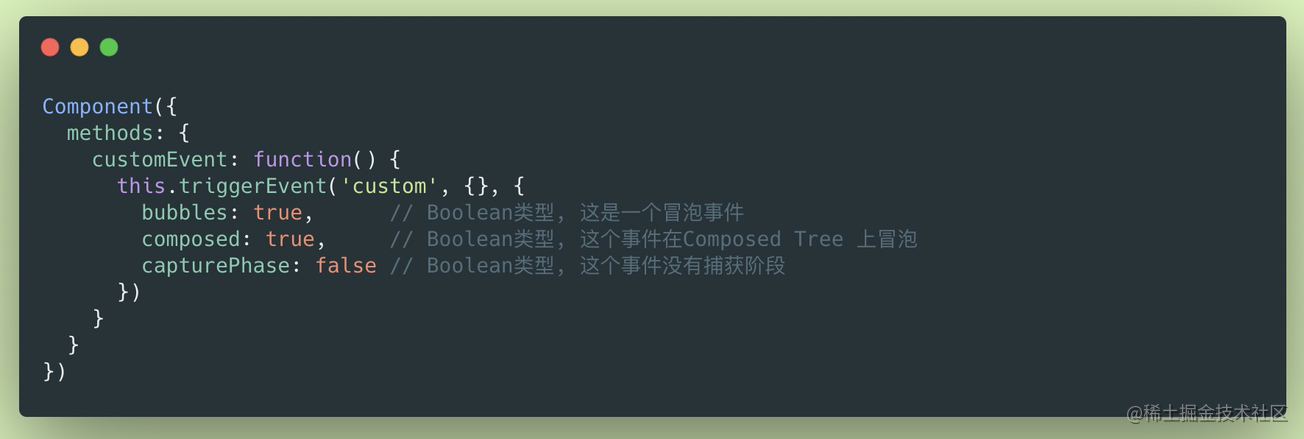 Component({
  methods: {
    customEvent: function() {
      this.triggerEvent('custom', {}, {
        bubbles: true,      // Boolean类型, 这是一个冒泡事件
        composed: true,     // Boolean类型, 这个事件在Composed Tree 上冒泡
        capturePhase: false // Boolean类型, 这个事件没有捕获阶段
      })
    }
  }
})
@稀土掘金技术社区